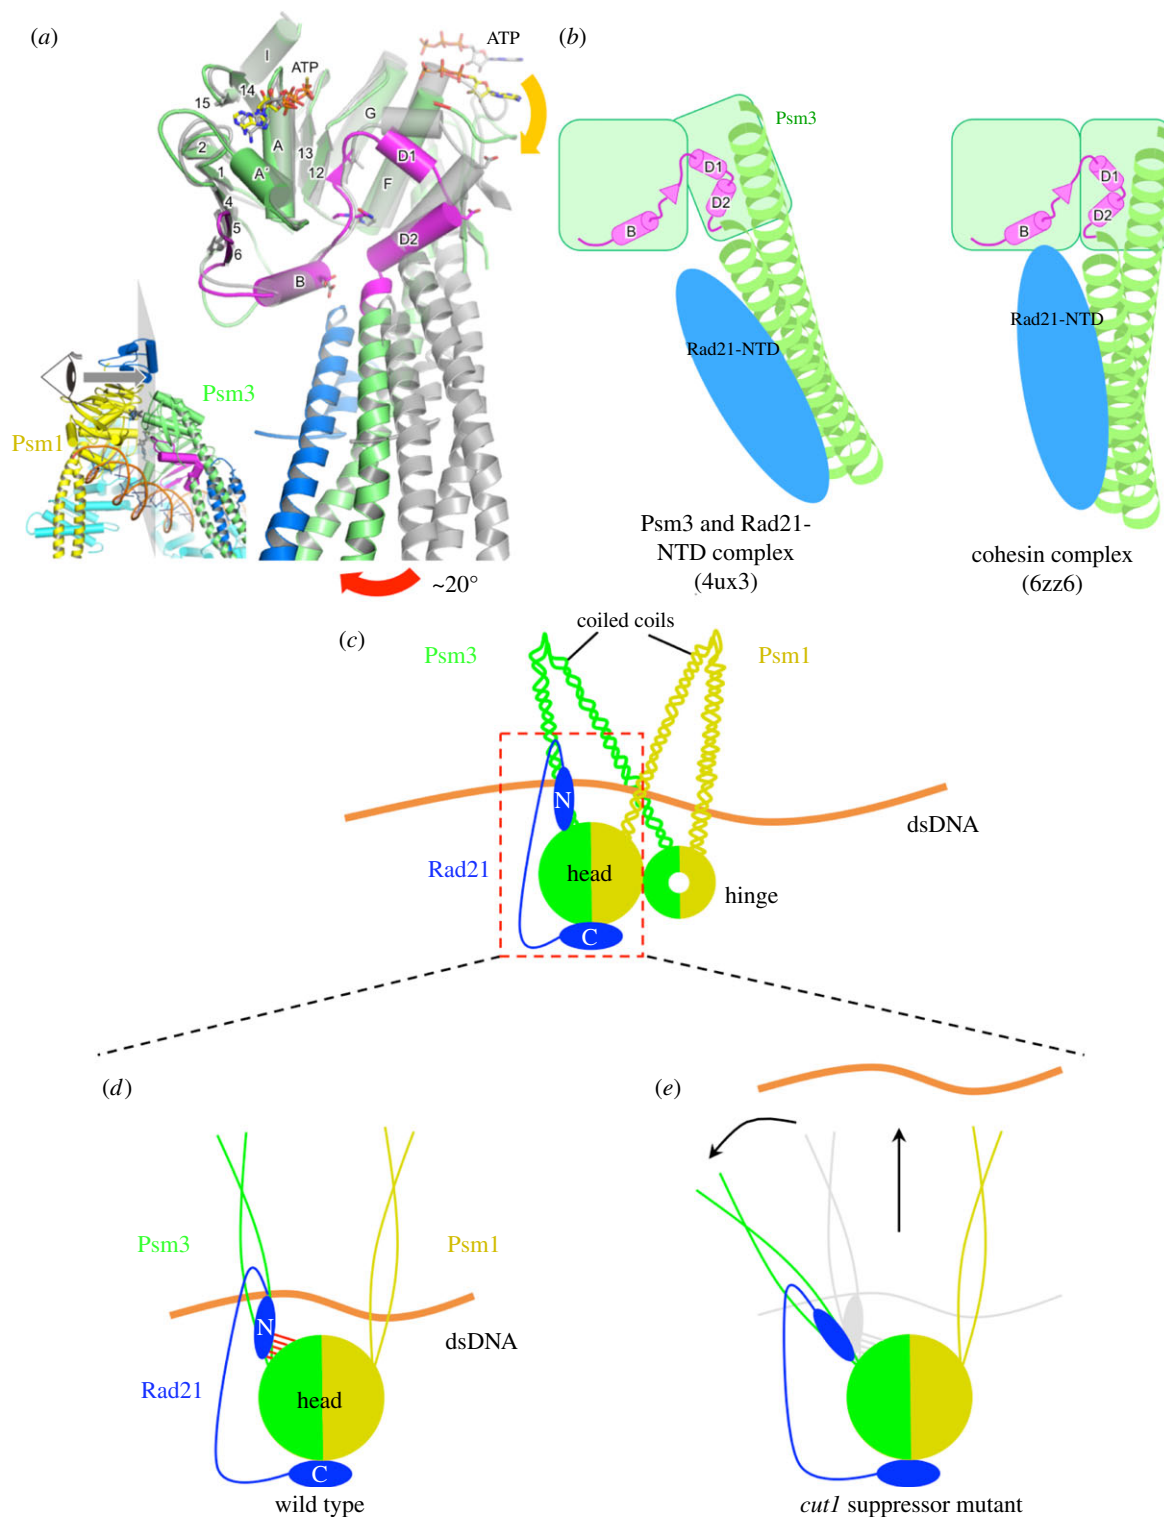 (a)
I
ATP
14
15
2
A
13
G
12
D1
F
1
A'
4
5
6
B
D2
ATP
Psm3
Psm1
~20°
(b)
Psm3
D1
D2
B
Rad21-NTD
Psm3 and Rad21-
NTD complex
(4ux3)
D1
D2
B
Rad21-NTD
cohesin complex
(6zz6)
(c)
coiled coils
Psm3
Psm1
N
dsDNA
Rad21
head
hinge
C
(d)
Psm3
Psm1
N
dsDNA
Rad21
head
C
wild type
(e)
cut1 suppressor mutant